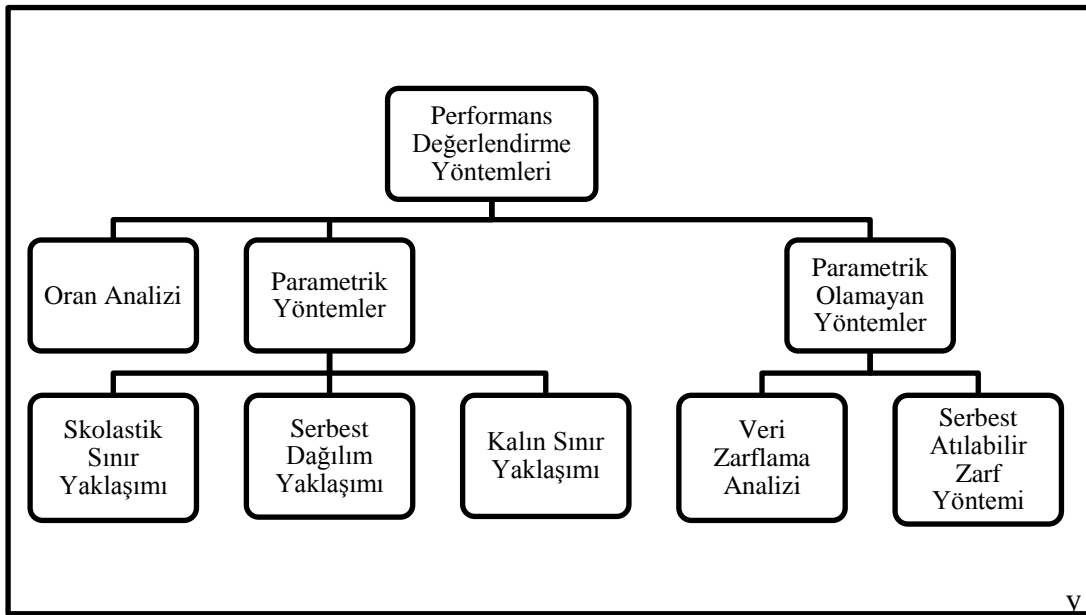 Performans
Değerlendirme
Yöntemleri
Oran Analizi
Parametrik
Yöntemler
Parametrik
Olamayan
Yöntemler
Skolastik
Sınır
Yaklaşımı
Serbest
Dağılım
Yaklaşımı
Kalın Sınır
Yaklaşımı
Veri
Zarflama
Analizi
Serbest
Atılabilir
Zarf
Yöntemi
v